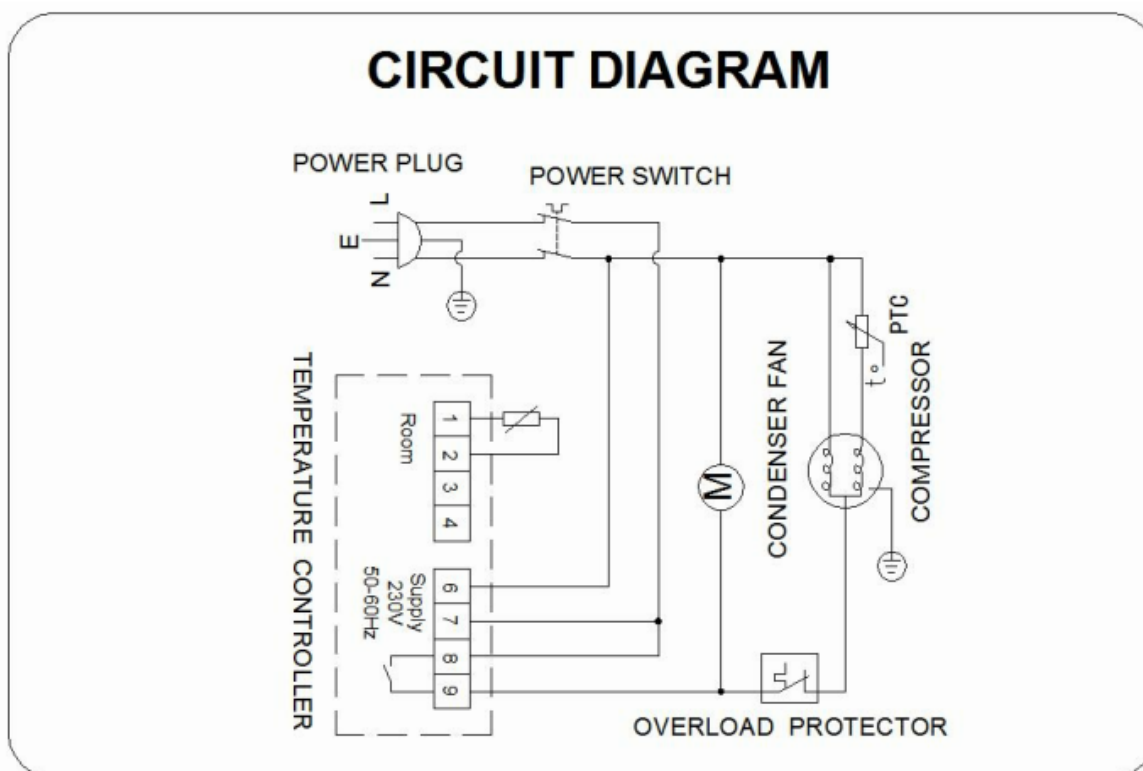 CIRCUIT DIAGRAM
POWER PLUG
POWER SWITCH
L
E
N
PTC
t°
COMPRESSOR
CONDENSER FAN
M
TEMPERATURE CONTROLLER
Room
1
2
3
4
Supply
230V
50-60Hz
6
7
8
9
OVERLOAD PROTECTOR